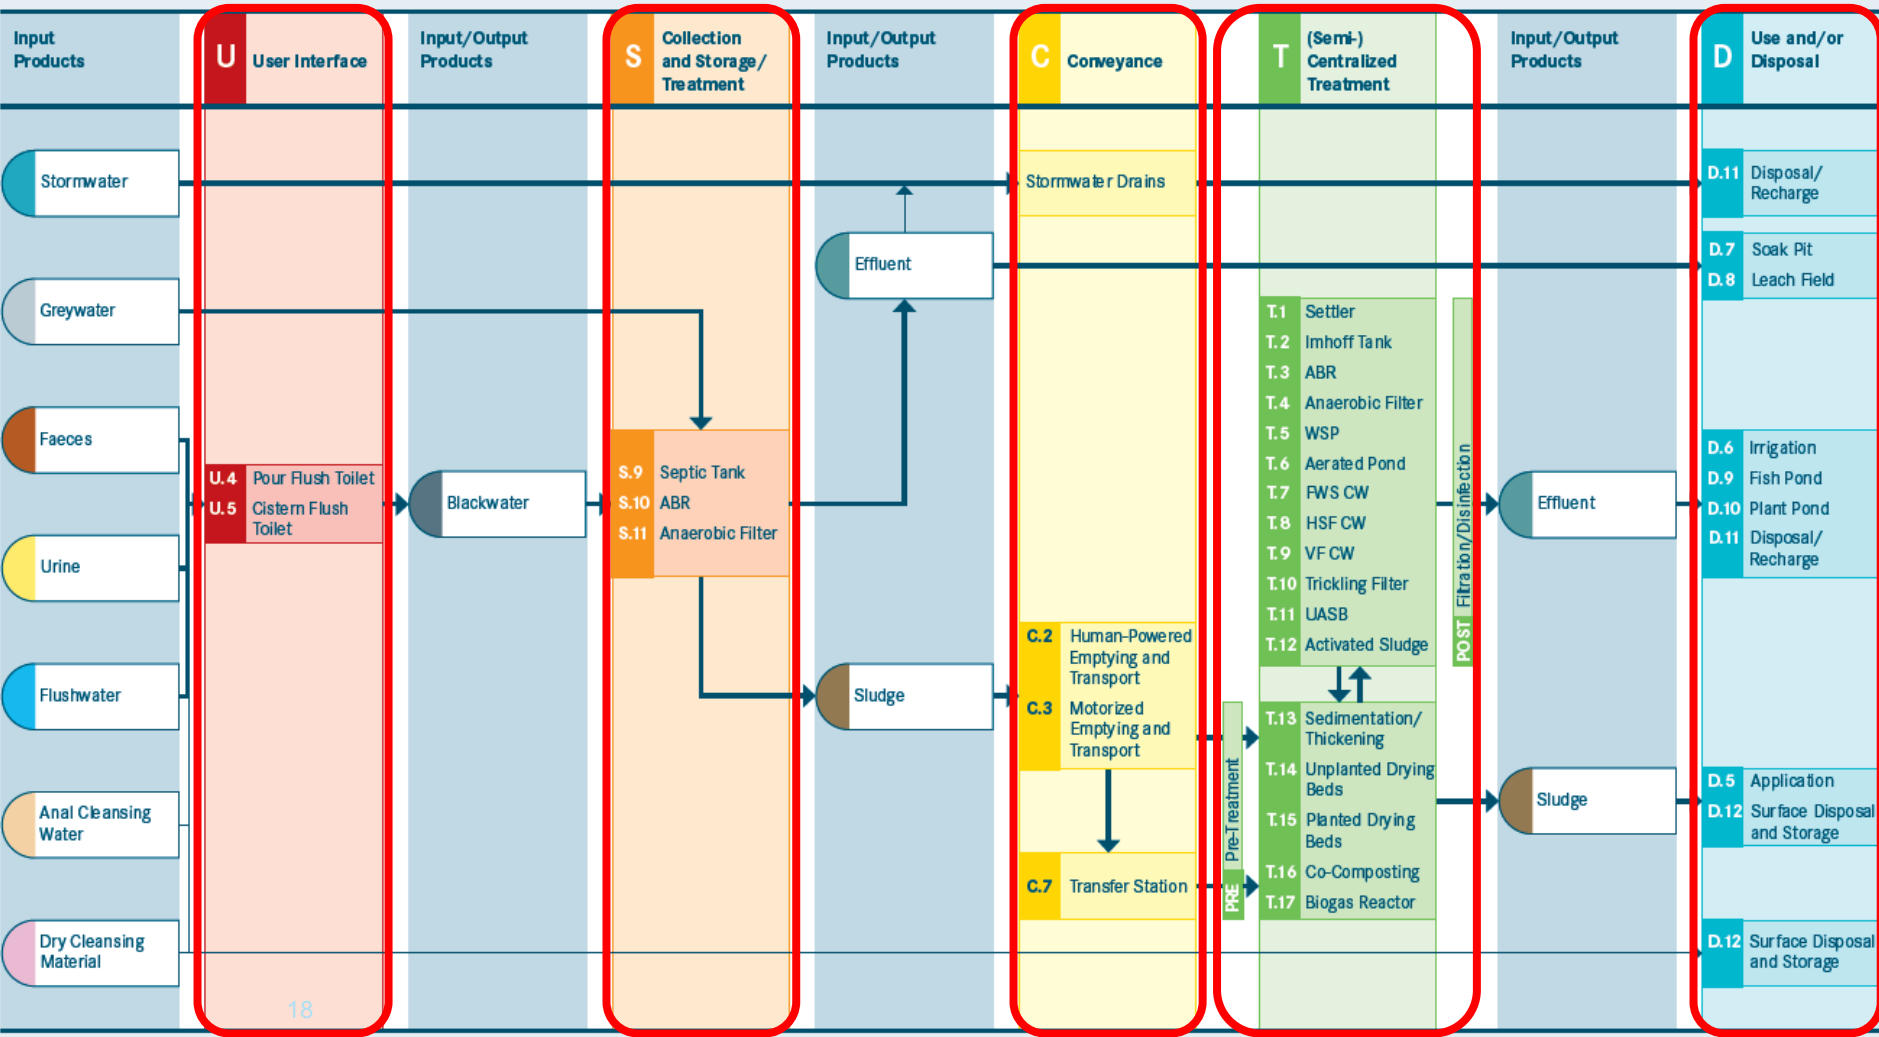 Input
Products
U User Interface
Input/Output
Products
S Collection
and Storage/
Treatment
Input/Output
Products
C Conveyance
T (Semi-)
Centralized
Treatment
Input/Output
Products
D Use and/or
Disposal
Stormwater
Greywater
Faeces
Urine
Flushwater
Anal Cleansing
Water
Dry Cleansing
Material
U.4 Pour Flush Toilet
U.5 Cistern Flush
Toilet
18
Blackwater
S.9 Septic Tank
S.10 ABR
S.11 Anaerobic Filter
Effluent
Sludge
Stormwater Drains
C.2 Human-Powered
Emptying and
Transport
C.3 Motorized
Emptying and
Transport
C.7 Transfer Station
PRE Pre-Treatment
T.1 Settler
T.2 Imhoff Tank
T.3 ABR
T.4 Anaerobic Filter
T.5 WSP
T.6 Aerated Pond
T.7 FWS CW
T.8 HSF CW
T.9 VF CW
T.10 Trickling Filter
T.11 UASB
T.12 Activated Sludge
T.13 Sedimentation/
Thickening
T.14 Unplanted Drying
Beds
T.15 Planted Drying
Beds
T.16 Co-Composting
T.17 Biogas Reactor
POST Filtration/Disinfection
Effluent
Sludge
D.11 Disposal/
Recharge
D.7 Soak Pit
D.8 Leach Field
D.6 Irrigation
D.9 Fish Pond
D.10 Plant Pond
D.11 Disposal/
Recharge
D.5 Application
D.12 Surface Disposal
and Storage
D.12 Surface Disposal
and Storage